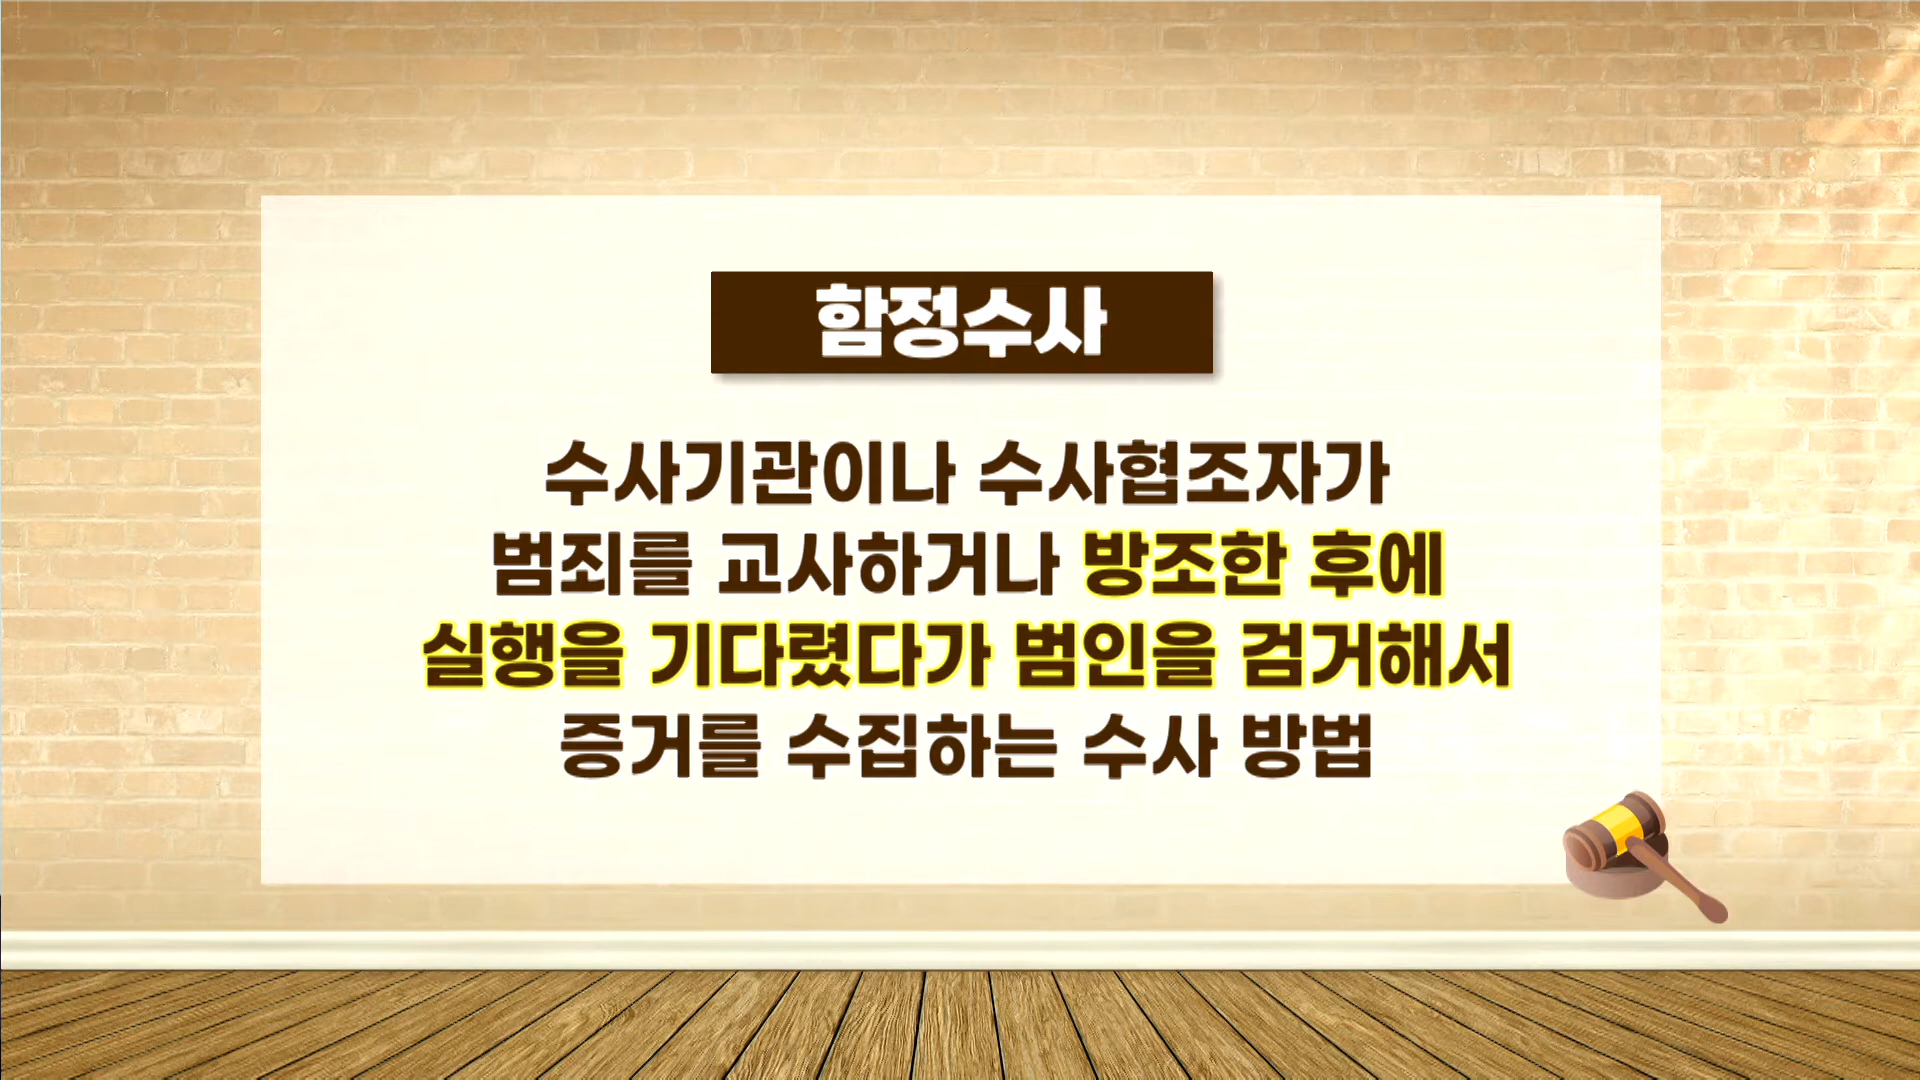 함정수사
수사기관이나 수사협조자가
범죄를 교사하거나 방조한 후에
실행을 기다렸다가 범인을 검거해서
증거를 수집하는 수사 방법